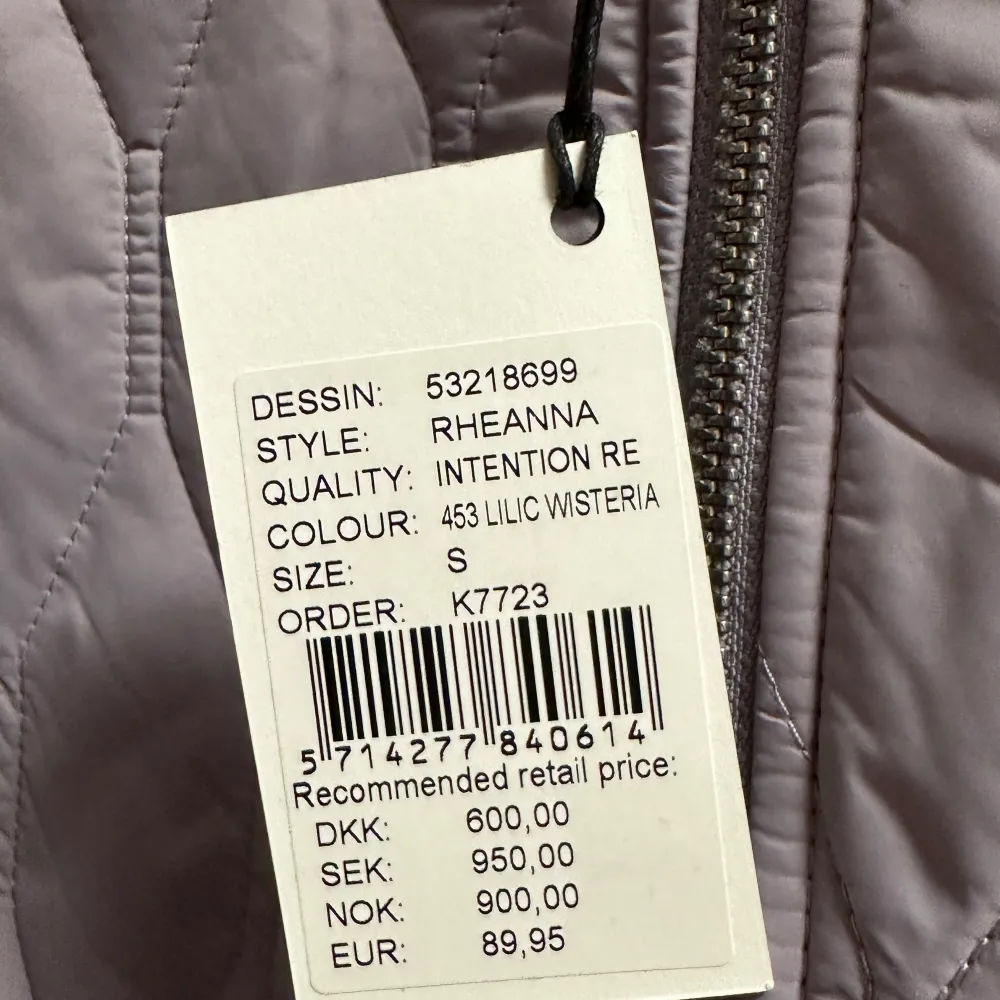 DESSIN: 53218699
STYLE: RHEANNA
QUALITY: INTENTION RE
COLOUR: 453 LILIC WISTERIA
SIZE: S
ORDER: K7723
5 714277 840614
Recommended retail price:
DKK: 600,00
SEK: 950,00
NOK: 900,00
EUR: 89,95